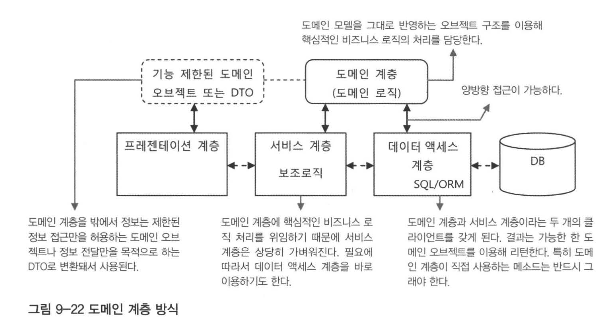 도메인 모델을 그대로 반영하는 오브젝트 구조를 이용해
핵심적인 비즈니스 로직의 처리를 담당한다.
기능 제한된 도메인
오브젝트 또는 DTO
도메인 계층
(도메인 로직)
양방향 접근이 가능하다.
프레젠테이션 계층
서비스 계층
보조로직
데이터 액세스
계층
SQL/ORM
DB
도메인 계층을 밖에서 정보는 제한된
정보 접근만을 허용하는 도메인 오브
젝트나 정보 전달만을 목적으로 하는
DTO로 변환돼서 사용된다.
도메인 계층에 핵심적인 비즈니스 로
직 처리를 위임하기 때문에 서비스
계층은 상당히 가벼워진다. 필요에
따라서 데이터 액세스 계층을 바로
이용하기도 한다.
도메인 계층과 서비스 계층이라는 두 개의 클
라이언트를 갖게 된다. 결과는 가능한 한 도
메인 오브젝트를 이용해 리턴한다. 특히 도메
인 계층이 직접 사용하는 메소드는 반드시 그
래야 한다.
그림 9-22 도메인 계층 방식